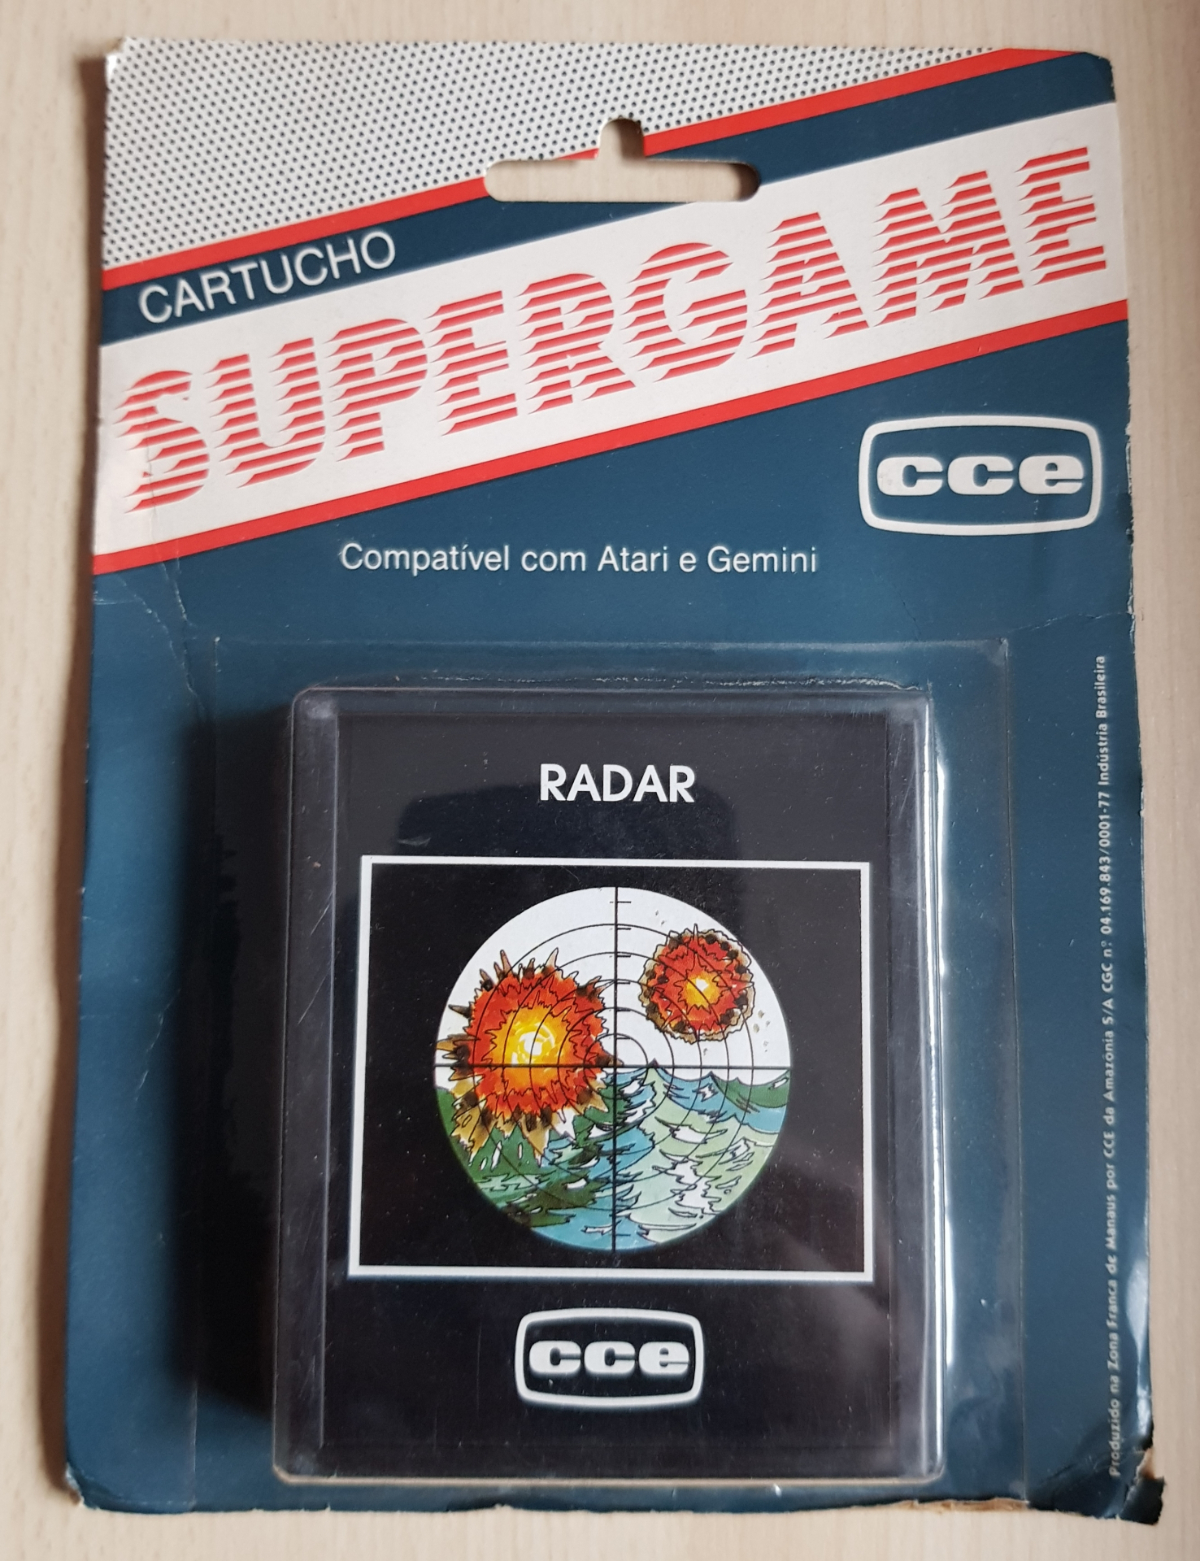 CARTUCHO
SUPERGAME
cce
Compatível com Atari e Gemini
RADAR
cce
Produzido na Zona Franca de Manaus por CCE da Amazônia S/A CGC nº 04.169.843/0001-77 Indústria Brasileira